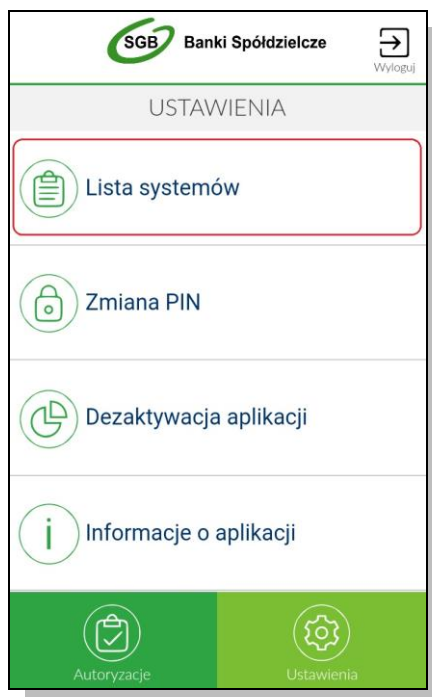 SGB Banki Spółdzielcze
Wyloguj
USTAWIENIA
Lista systemów
Zmiana PIN
Dezaktywacja aplikacji
i Informacje o aplikacji
Autoryzacje Ustawienia